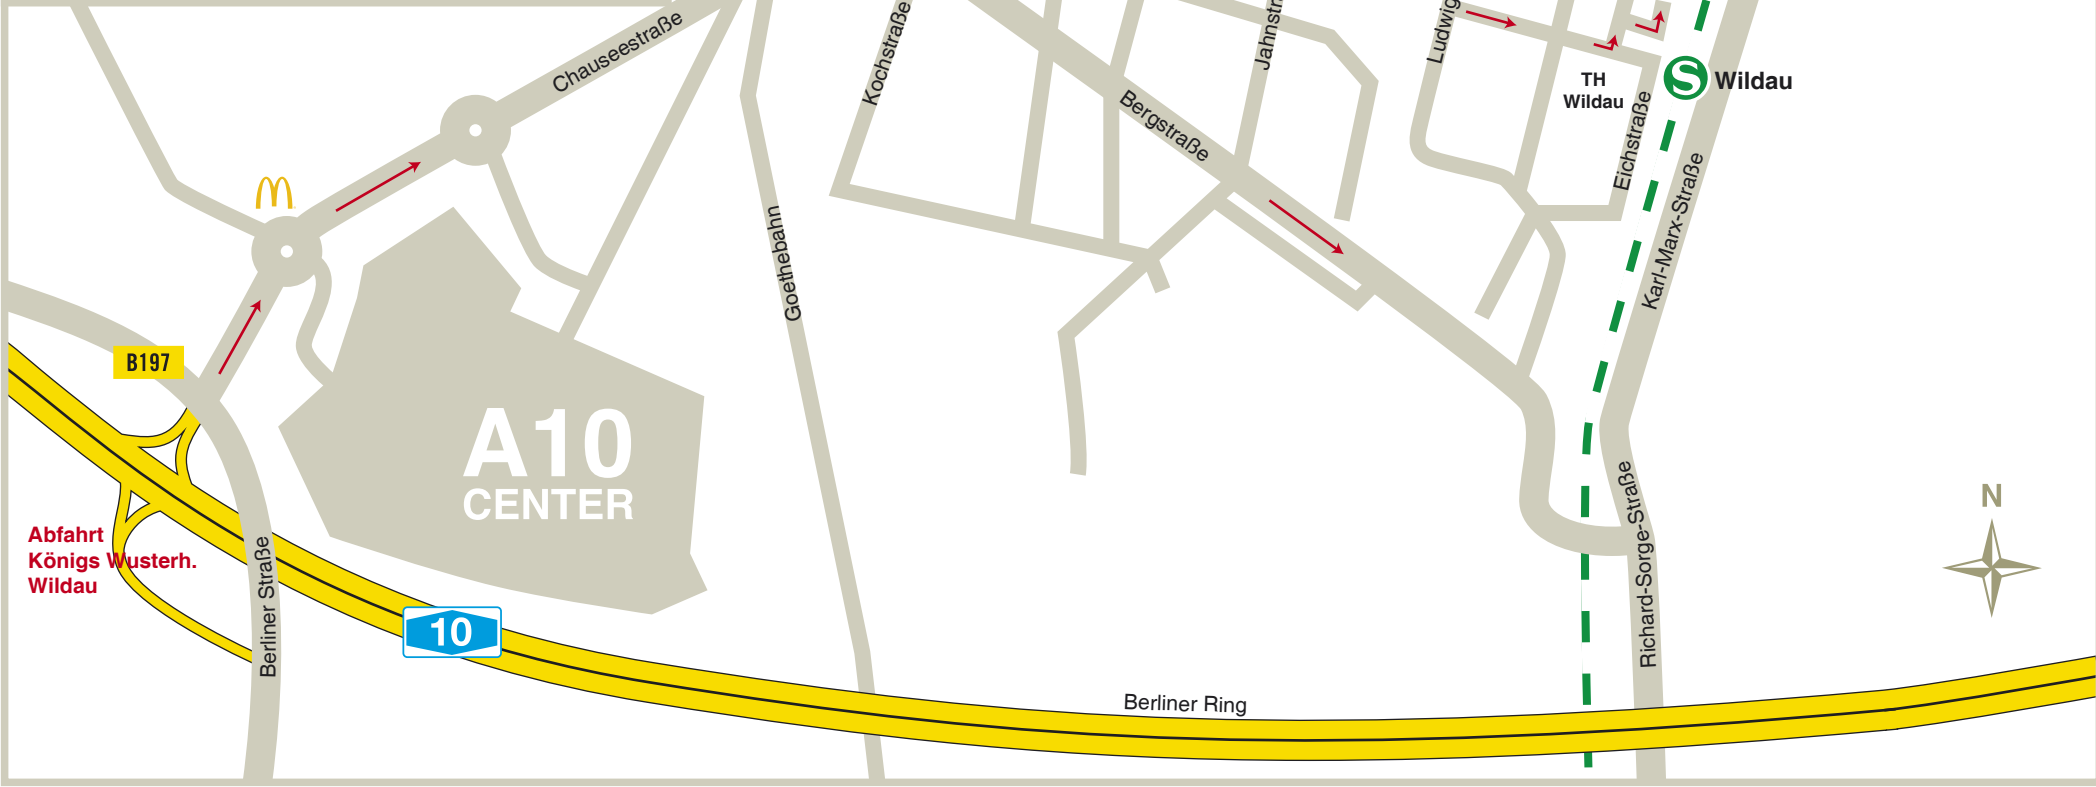 Chauseestraße
Kochstraße
Jahnstr
Ludwig
Bergstraße
TH
Wildau
S
Wildau
Eichstraße
Karl-Marx-Straße
Goethebahn
B197
A10
CENTER
Richard-Sorge-Straße
N
Abfahrt
Königs Wusterh.
Wildau
Berliner Straße
10
Berliner Ring